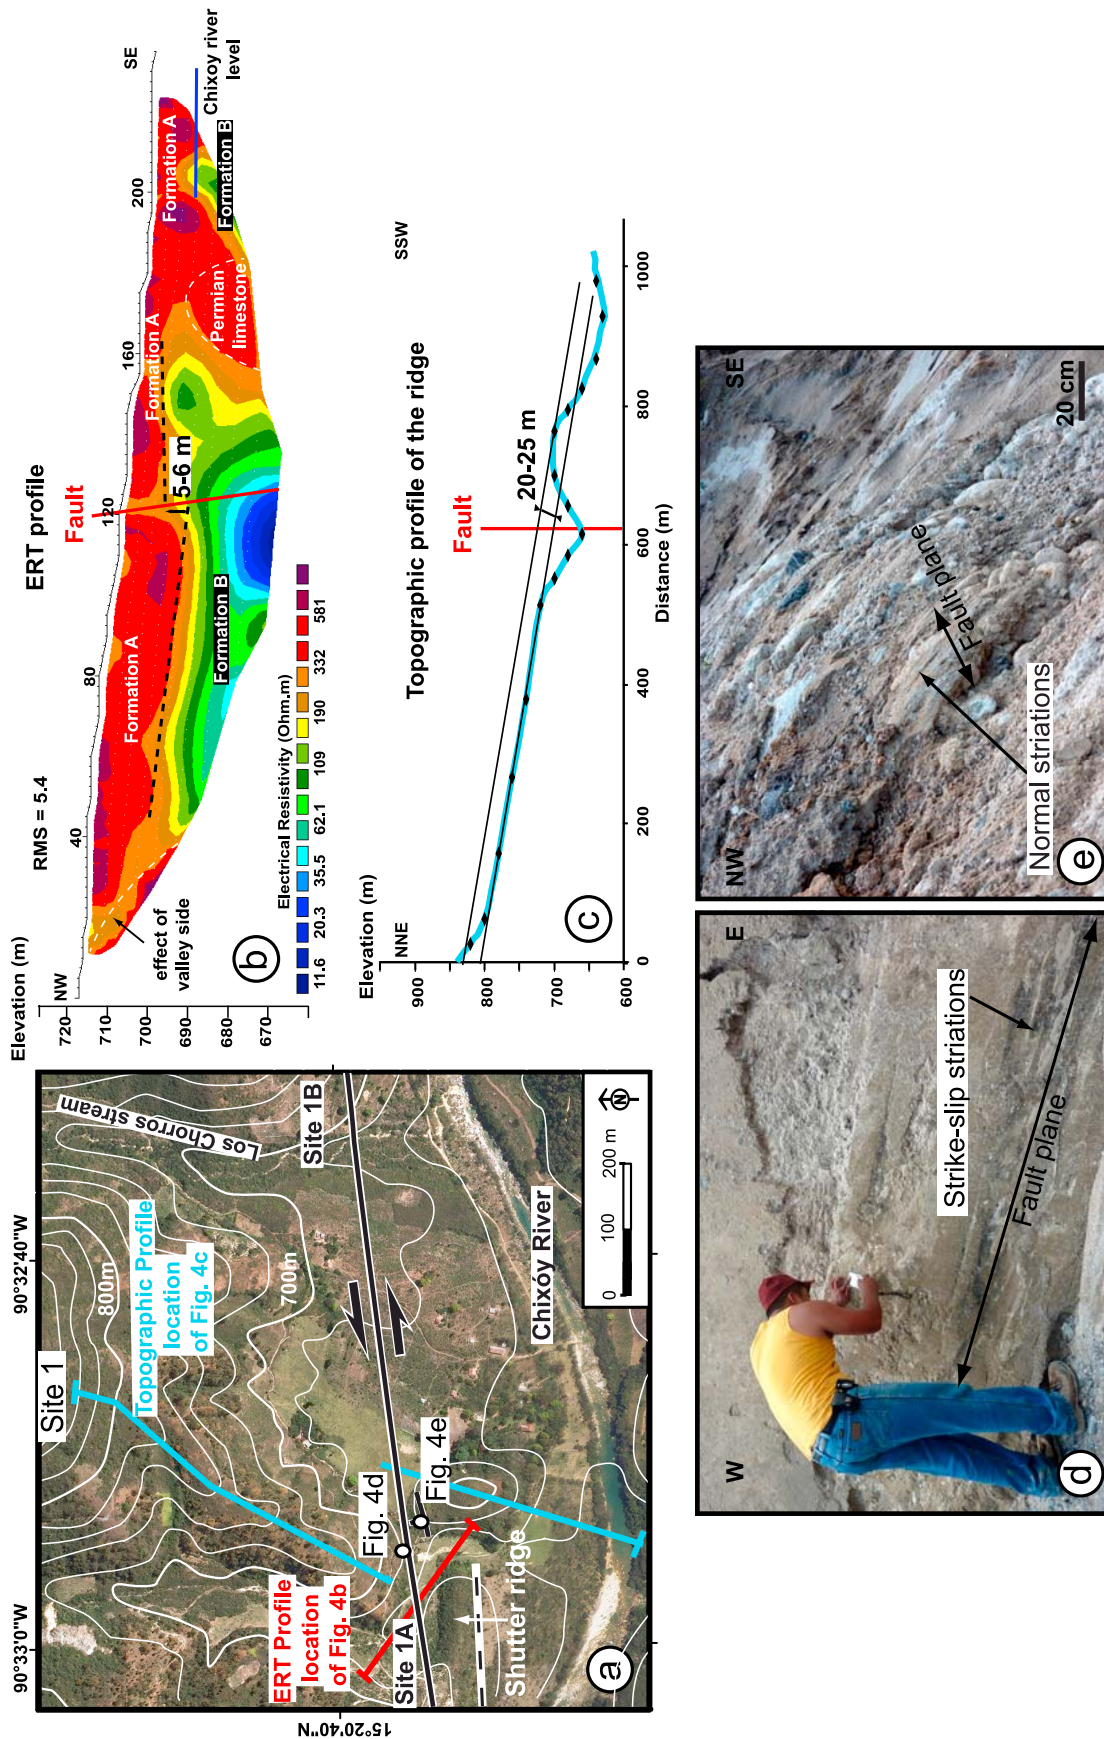 90°33'0"W
90°32'40"W
15°20'40"N
Site 1
800m
Topographic Profile
location
of Fig. 4c
700m
Los Chorros stream
Site 1B
Fig. 4d
Fig. 4e
ERT Profile
location
of Fig. 4b
Site 1A
Shutter ridge
Chixóy River
0 100 200 m
N
a
Elevation (m)
RMS = 5.4
ERT profile
NW
SE
720
710
700
690
680
670
40
80
120
160
200
Fault
Formation A
Formation A
Formation A
5-6 m
Formation B
Formation B
Permian
limestone
Chixoy river
level
effect of
valley side
b
Electrical Resistivity (Ohm.m)
11.6 20.3 35.5 62.1 109 190 332 581
Elevation (m)
NNE
SSW
Topographic profile of the ridge
Fault
20-25 m
900
800
700
600
0 200 400 600 800 1000
Distance (m)
c
W
E
Strike-slip striations
Fault plane
d
NW
SE
Fault plane
Normal striations
20 cm
e